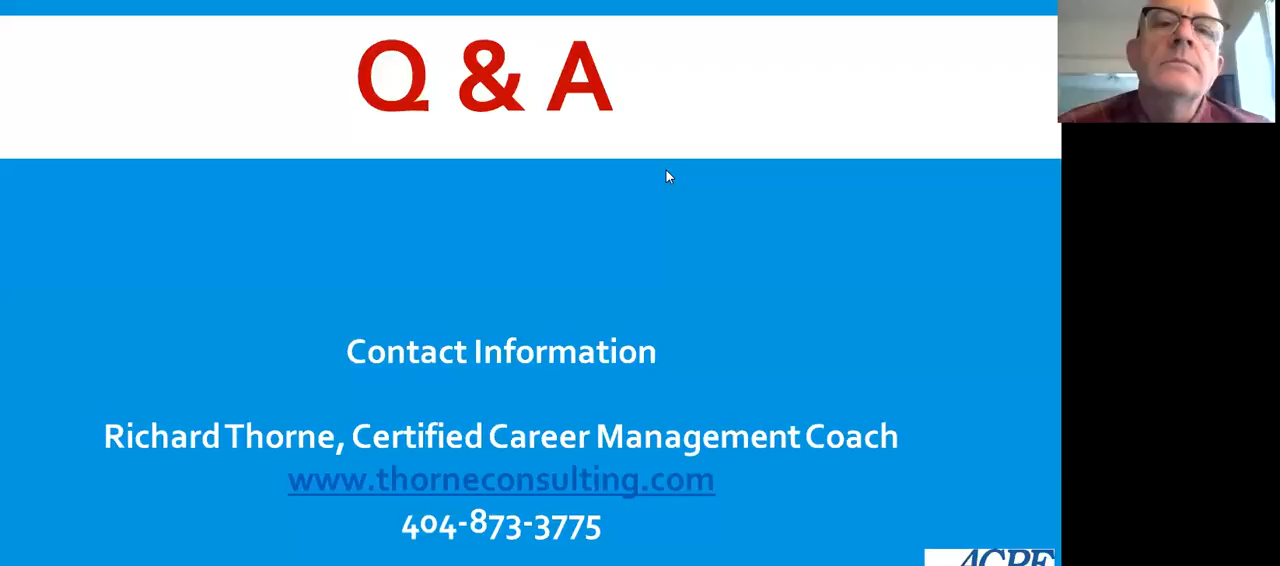 Q & A
Contact Information
Richard Thorne, Certified Career Management Coach
www.thorneconsulting.com
404-873-3775